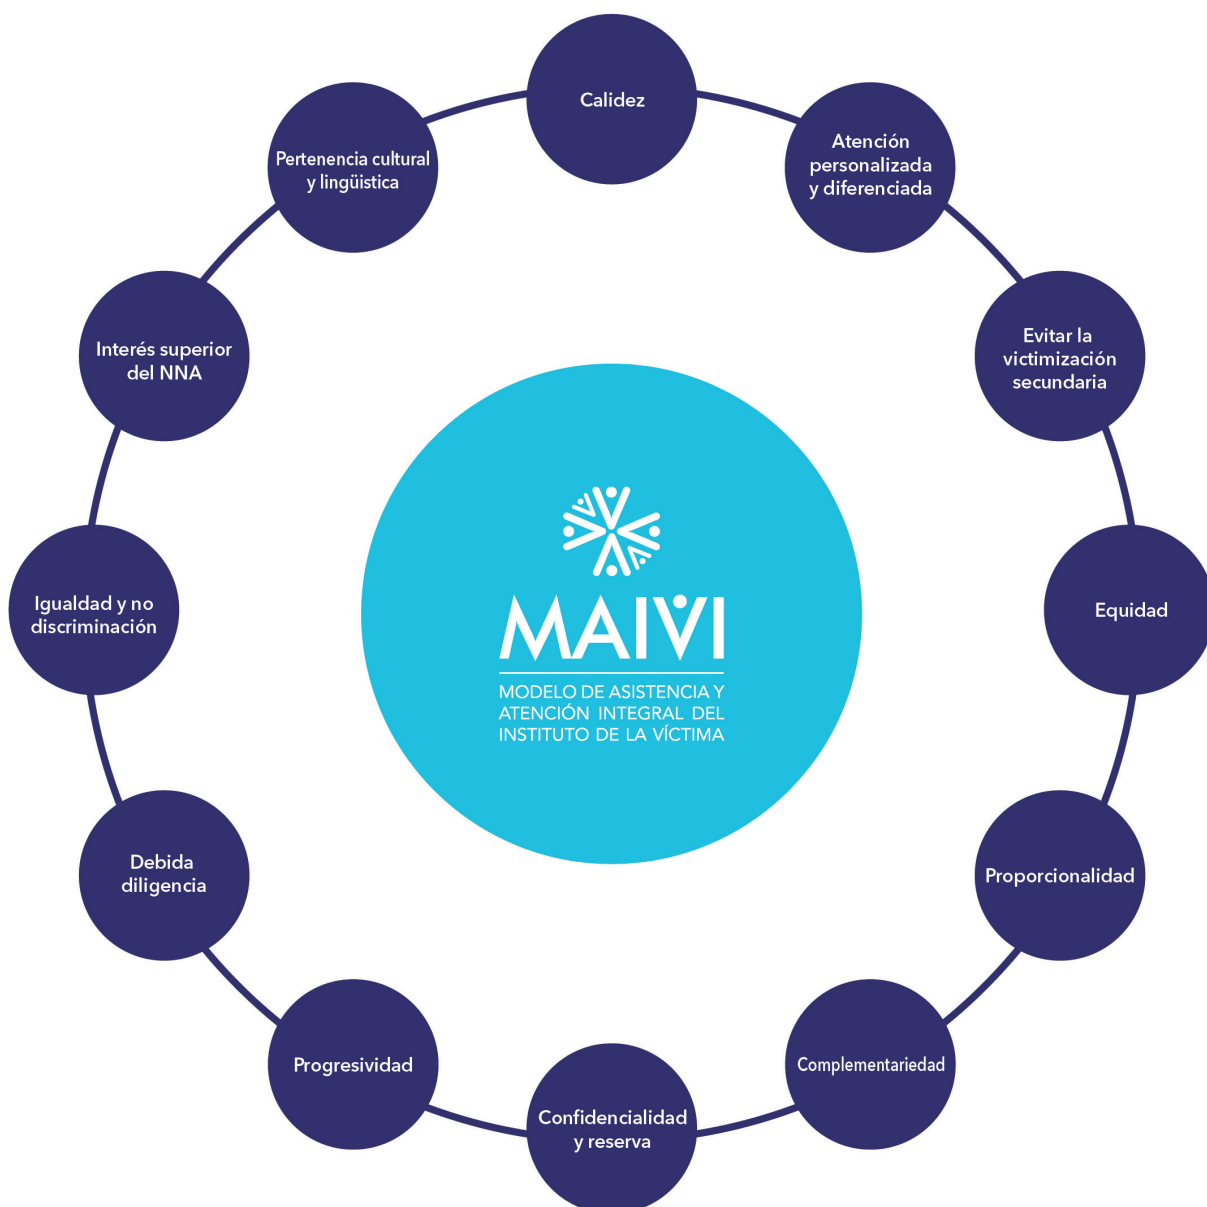 Calidez
Atención
personalizada
y diferenciada
Evitar la
victimización
secundaria
Equidad
Proporcionalidad
Complementariedad
Confidencialidad
y reserva
Progresividad
Debida
diligencia
Igualdad y no
discriminación
Interés superior
del NNA
Pertenencia cultural
y lingüistica
MAIVI
MODELO DE ASISTENCIA Y
ATENCIÓN INTEGRAL DEL
INSTITUTO DE LA VÍCTIMA